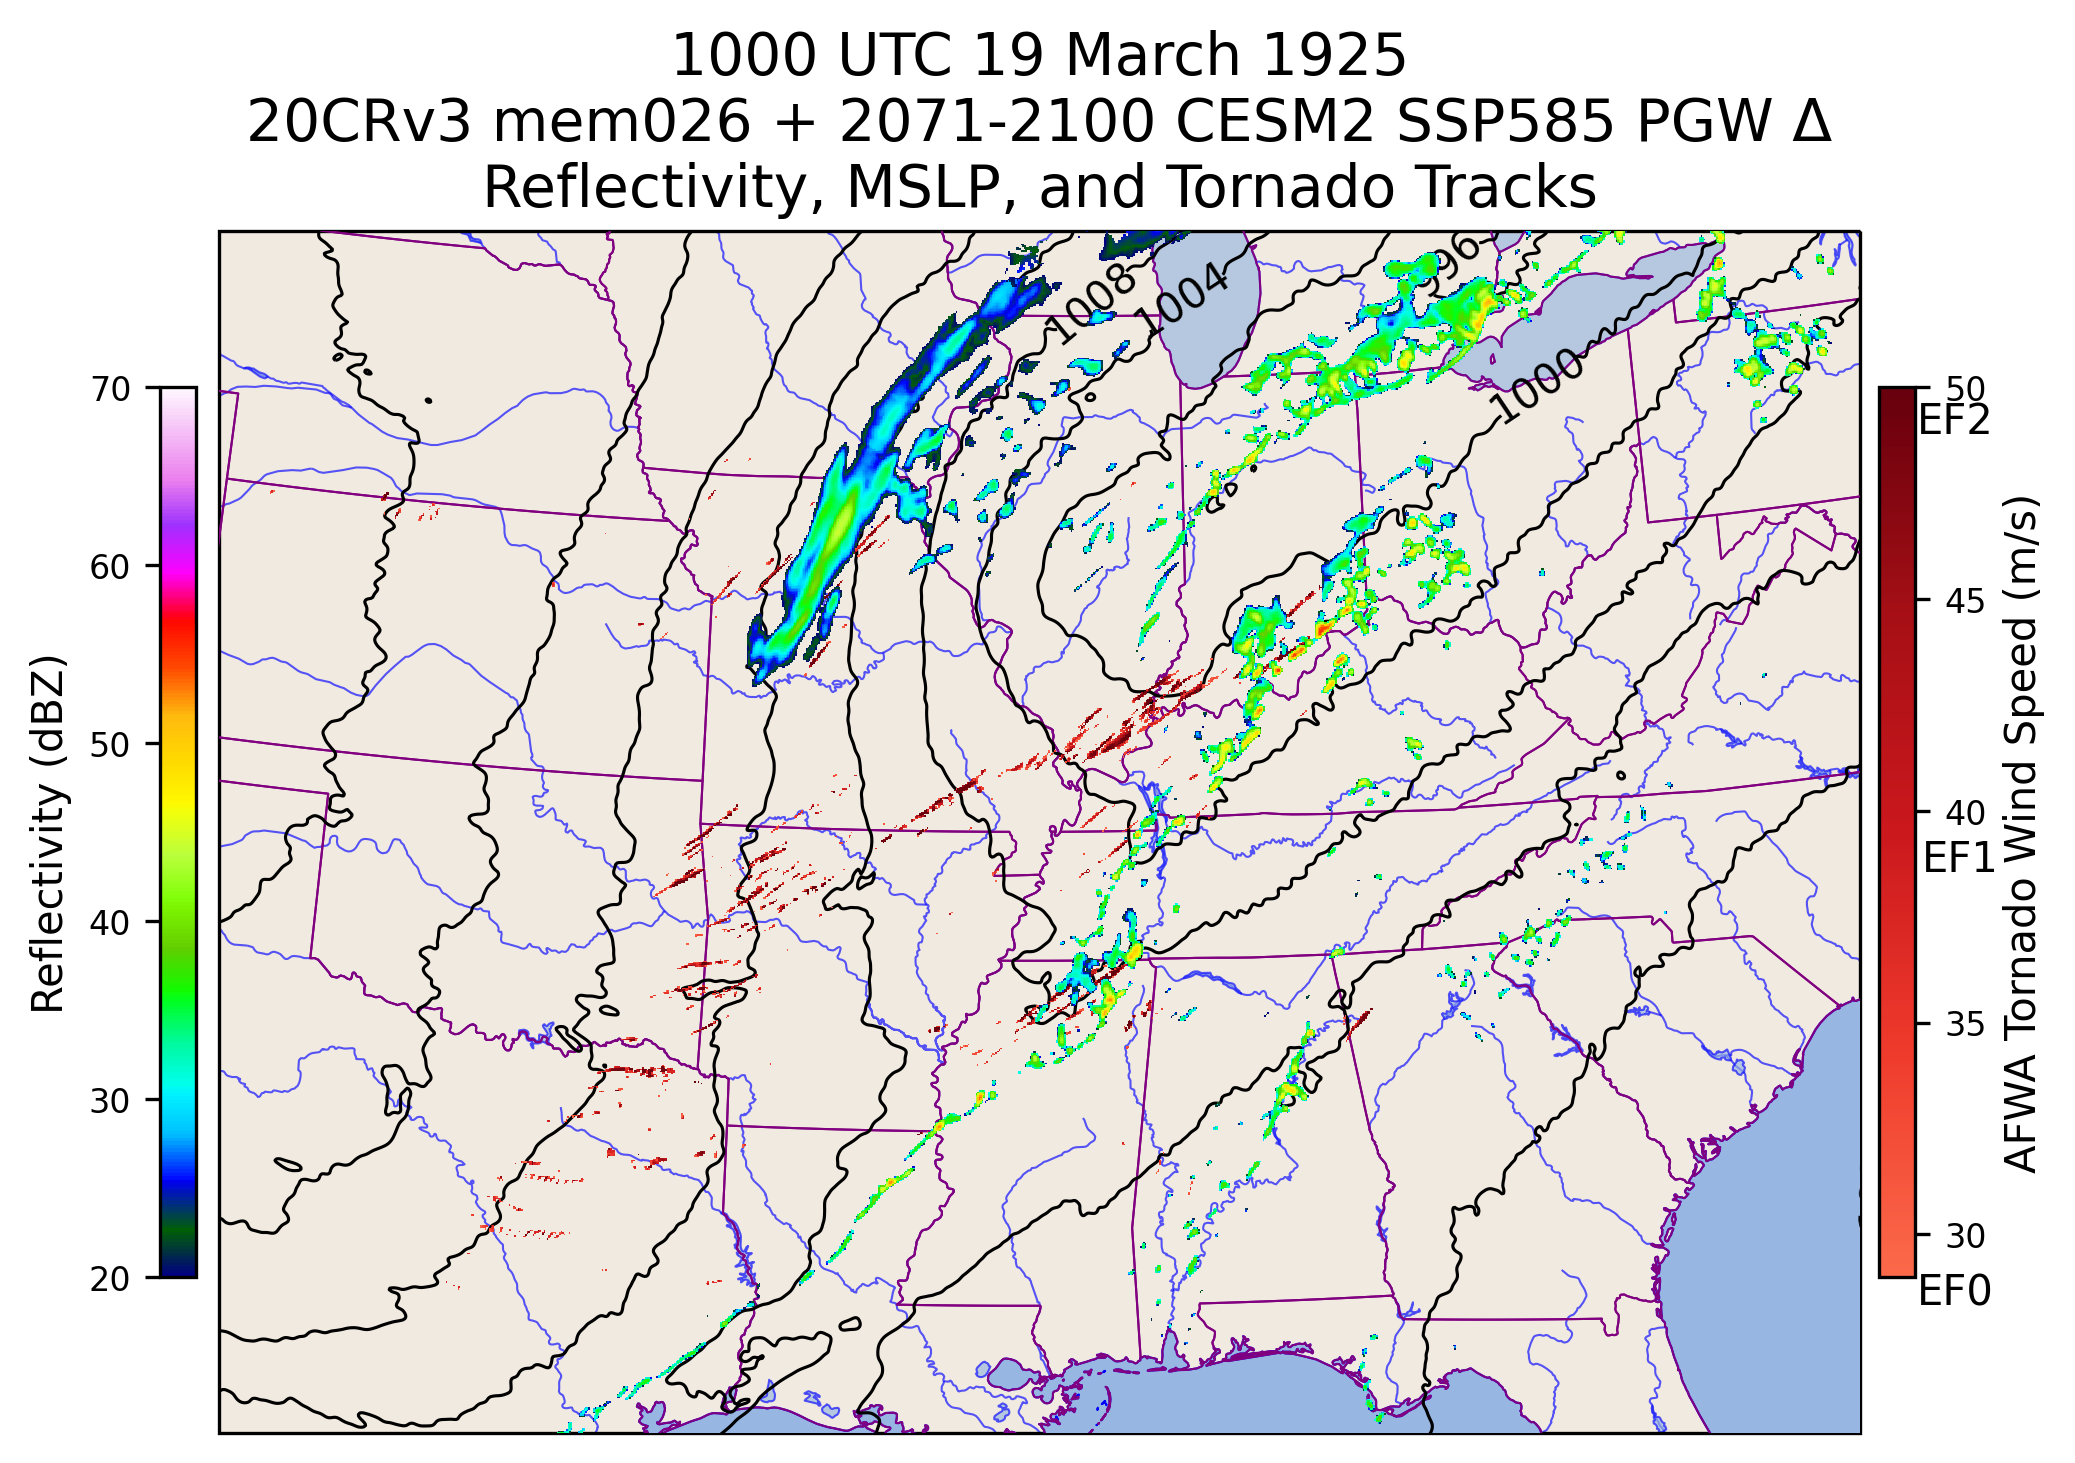 1000 UTC 19 March 1925
20CRv3 mem026 + 2071-2100 CESM2 SSP585 PGW Δ
Reflectivity, MSLP, and Tornado Tracks
996
1008
1004
1000
70
60
50
40
30
20
Reflectivity (dBZ)
50
EF2
45
40
EF1
35
30
EF0
AFWA Tornado Wind Speed (m/s)